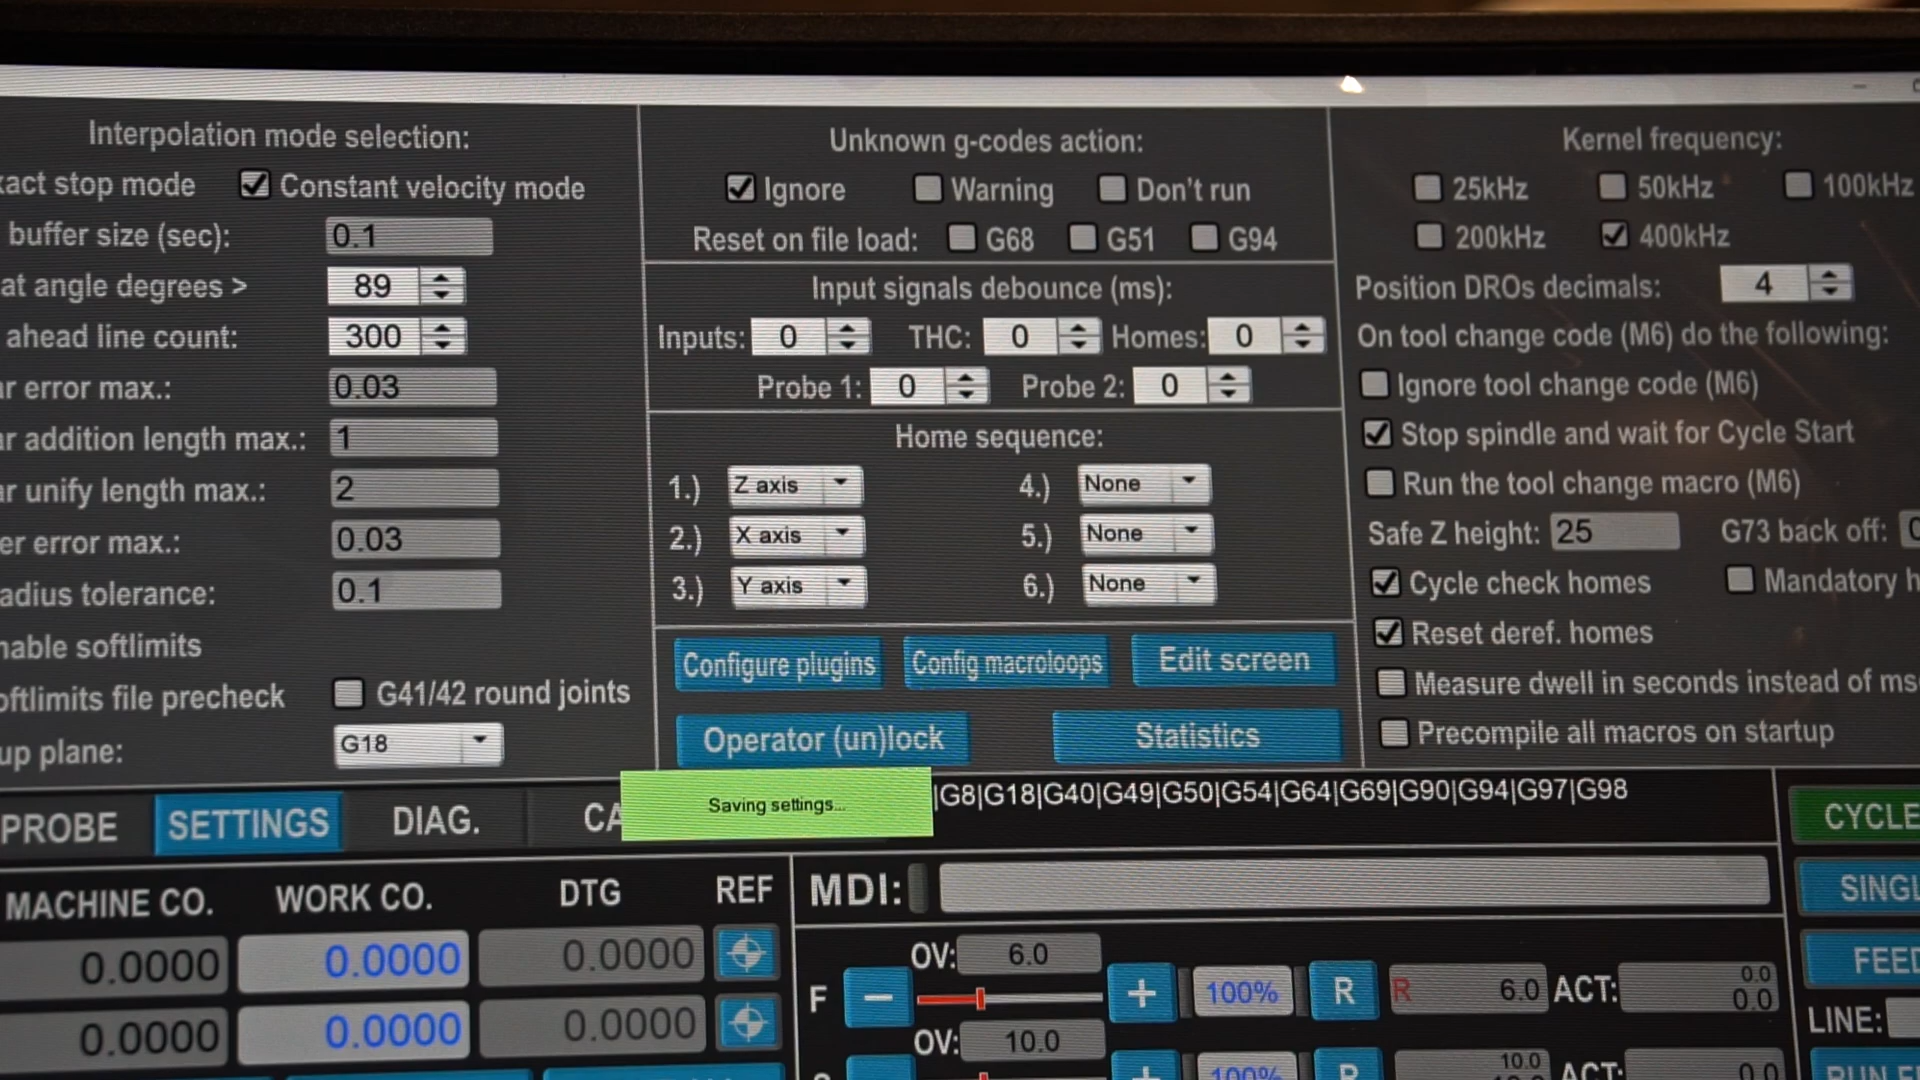 Interpolation mode selection:
xact stop mode Constant velocity mode
buffer size (sec): 0.1
at angle degrees > 89
ahead line count: 300
ar error max.: 0.03
ar addition length max.: 1
ar unify length max.: 2
er error max.: 0.03
adius tolerance: 0.1
nable softlimits
oftlimits file precheck G41/42 round joints
up plane: G18
Unknown g-codes action:
Ignore Warning Don't run
Reset on file load: G68 G51 G94
Input signals debounce (ms):
Inputs: 0 THC: 0 Homes: 0
Probe 1: 0 Probe 2: 0
Home sequence:
1.) Z axis 4.) None
2.) X axis 5.) None
3.) Y axis 6.) None
Configure plugins Config macroloops Edit screen
Operator (un)lock Statistics
Kernel frequency:
25kHz 50kHz 100kHz
200kHz 400kHz
Position DROs decimals: 4
On tool change code (M6) do the following:
Ignore tool change code (M6)
Stop spindle and wait for Cycle Start
Run the tool change macro (M6)
Safe Z height: 25 G73 back off: 0
Cycle check homes Mandatory h
Reset deref. homes
Measure dwell in seconds instead of ms
Precompile all macros on startup
PROBE SETTINGS DIAG. CA
Saving settings...
|G8|G18|G40|G49|G50|G54|G64|G69|G90|G94|G97|G98
CYCLE
MACHINE CO. WORK CO. DTG REF
0.0000 0.0000 0.0000
0.0000 0.0000 0.0000
MDI:
SINGL
OV: 6.0
F − + 100% R R 6.0 ACT: 0.0
0.0
OV: 10.0
+ 100% R 10.0 ACT: 0.0
FEED
LINE:
RUN F